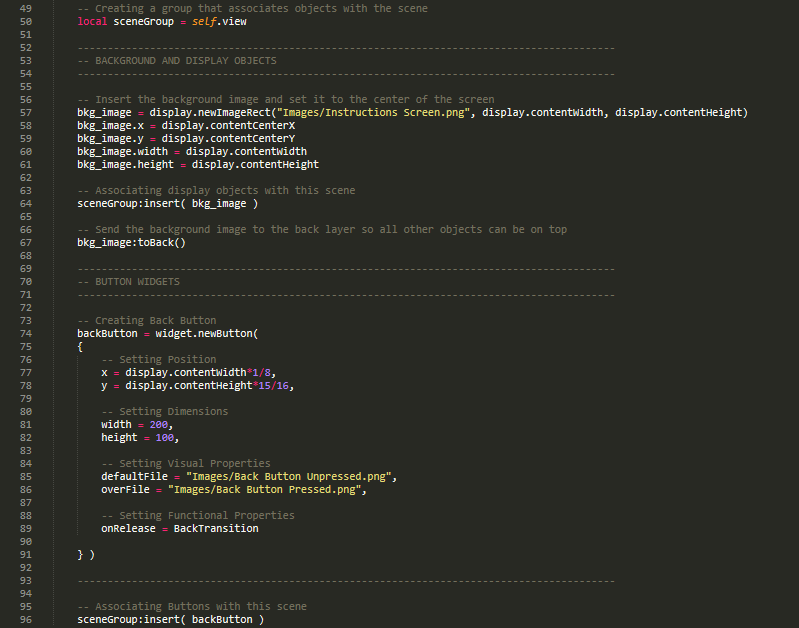 49 -- Creating a group that associates objects with the scene
50 local sceneGroup = self.view
51
52 -----------------------------------------------------------------------------------------
53 -- BACKGROUND AND DISPLAY OBJECTS
54 -----------------------------------------------------------------------------------------
55
56 -- Insert the background image and set it to the center of the screen
57 bkg_image = display.newImageRect("Images/Instructions Screen.png", display.contentWidth, display.contentHeight)
58 bkg_image.x = display.contentCenterX
59 bkg_image.y = display.contentCenterY
60 bkg_image.width = display.contentWidth
61 bkg_image.height = display.contentHeight
62
63 -- Associating display objects with this scene
64 sceneGroup:insert( bkg_image )
65
66 -- Send the background image to the back layer so all other objects can be on top
67 bkg_image:toBack()
68
69 -----------------------------------------------------------------------------------------
70 -- BUTTON WIDGETS
71 -----------------------------------------------------------------------------------------
72
73 -- Creating Back Button
74 backButton = widget.newButton(
75 {
76 -- Setting Position
77 x = display.contentWidth*1/8,
78 y = display.contentHeight*15/16,
79
80 -- Setting Dimensions
81 width = 200,
82 height = 100,
83
84 -- Setting Visual Properties
85 defaultFile = "Images/Back Button Unpressed.png",
86 overFile = "Images/Back Button Pressed.png",
87
88 -- Setting Functional Properties
89 onRelease = BackTransition
90
91 } )
92
93 -----------------------------------------------------------------------------------------
94
95 -- Associating Buttons with this scene
96 sceneGroup:insert( backButton )